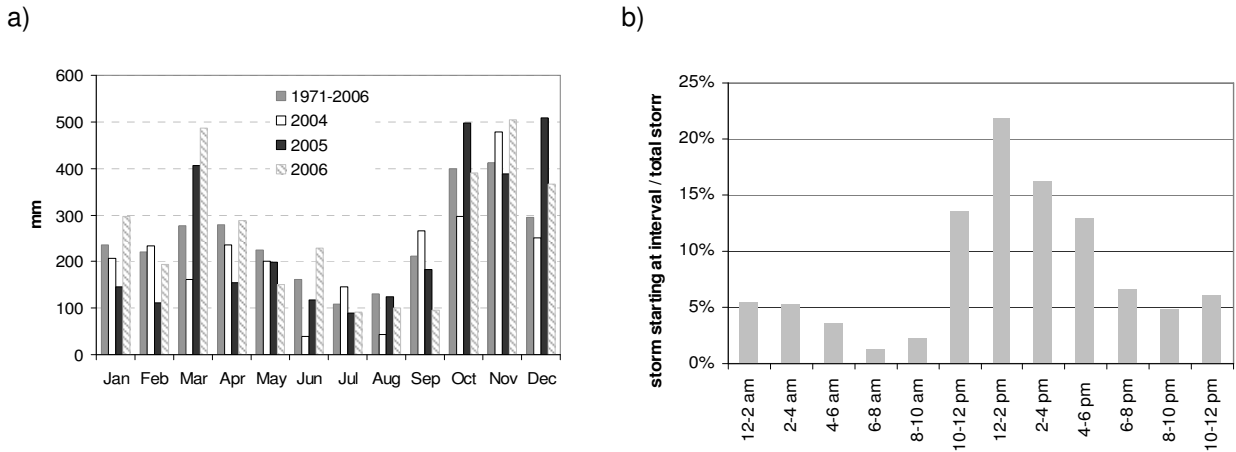 a)
600
500
400
300
200
100
0
mm
1971-2006
2004
2005
2006
Jan Feb Mar Apr May Jun Jul Aug Sep Oct Nov Dec
b)
25%
20%
15%
10%
5%
0%
storm starting at interval / total storm
12-2 am
2-4 am
4-6 am
6-8 am
8-10 am
10-12 pm
12-2 pm
2-4 pm
4-6 pm
6-8 pm
8-10 pm
10-12 pm